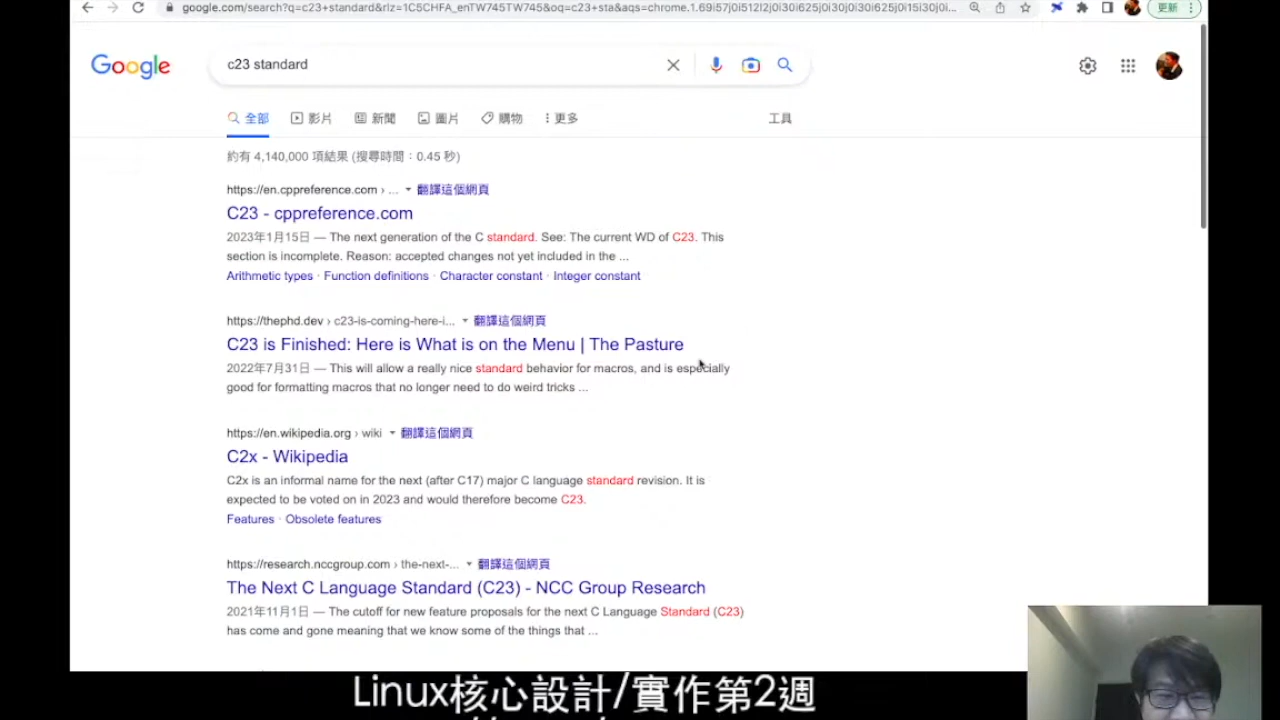 google.com/search?q=c23+standard&rlz=1C5CHFA_enTW745TW745&oq=c23+sta&aqs=chrome.1.69i57j0i512l2j0i30i625j0i30j0i30i625j0i15i30j0i...
更新
Google
c23 standard
全部 影片 新聞 圖片 購物 更多 工具
約有 4,140,000 項結果 (搜尋時間：0.45 秒)
https://en.cppreference.com › ... 翻譯這個網頁
C23 - cppreference.com
2023年1月15日 — The next generation of the C standard. See: The current WD of C23. This
section is incomplete. Reason: accepted changes not yet included in the ...
Arithmetic types · Function definitions · Character constant · Integer constant
https://thephd.dev › c23-is-coming-here-i... 翻譯這個網頁
C23 is Finished: Here is What is on the Menu | The Pasture
2022年7月31日 — This will allow a really nice standard behavior for macros, and is especially
good for formatting macros that no longer need to do weird tricks ...
https://en.wikipedia.org › wiki 翻譯這個網頁
C2x - Wikipedia
C2x is an informal name for the next (after C17) major C language standard revision. It is
expected to be voted on in 2023 and would therefore become C23.
Features · Obsolete features
https://research.nccgroup.com › the-next-... 翻譯這個網頁
The Next C Language Standard (C23) - NCC Group Research
2021年11月1日 — The cutoff for new feature proposals for the next C Language Standard (C23)
has come and gone meaning that we know some of the things that ...
Linux核心設計/實作第2週